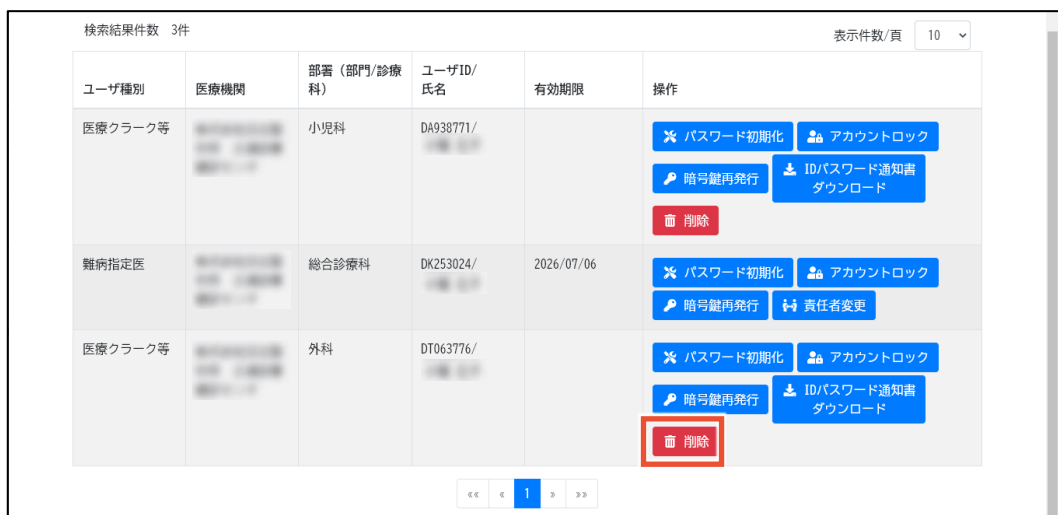 検索結果件数 3件
表示件数/頁 10
ユーザ種別
医療機関
部署（部門/診療
科）
ユーザID/
氏名
有効期限
操作
医療クラーク等
小児科
DA938771/
パスワード初期化
アカウントロック
暗号鍵再発行
IDパスワード通知書
ダウンロード
削除
難病指定医
総合診療科
DK253024/
2026/07/06
パスワード初期化
アカウントロック
暗号鍵再発行
責任者変更
医療クラーク等
外科
DT063776/
パスワード初期化
アカウントロック
暗号鍵再発行
IDパスワード通知書
ダウンロード
削除
«« « 1 » »»